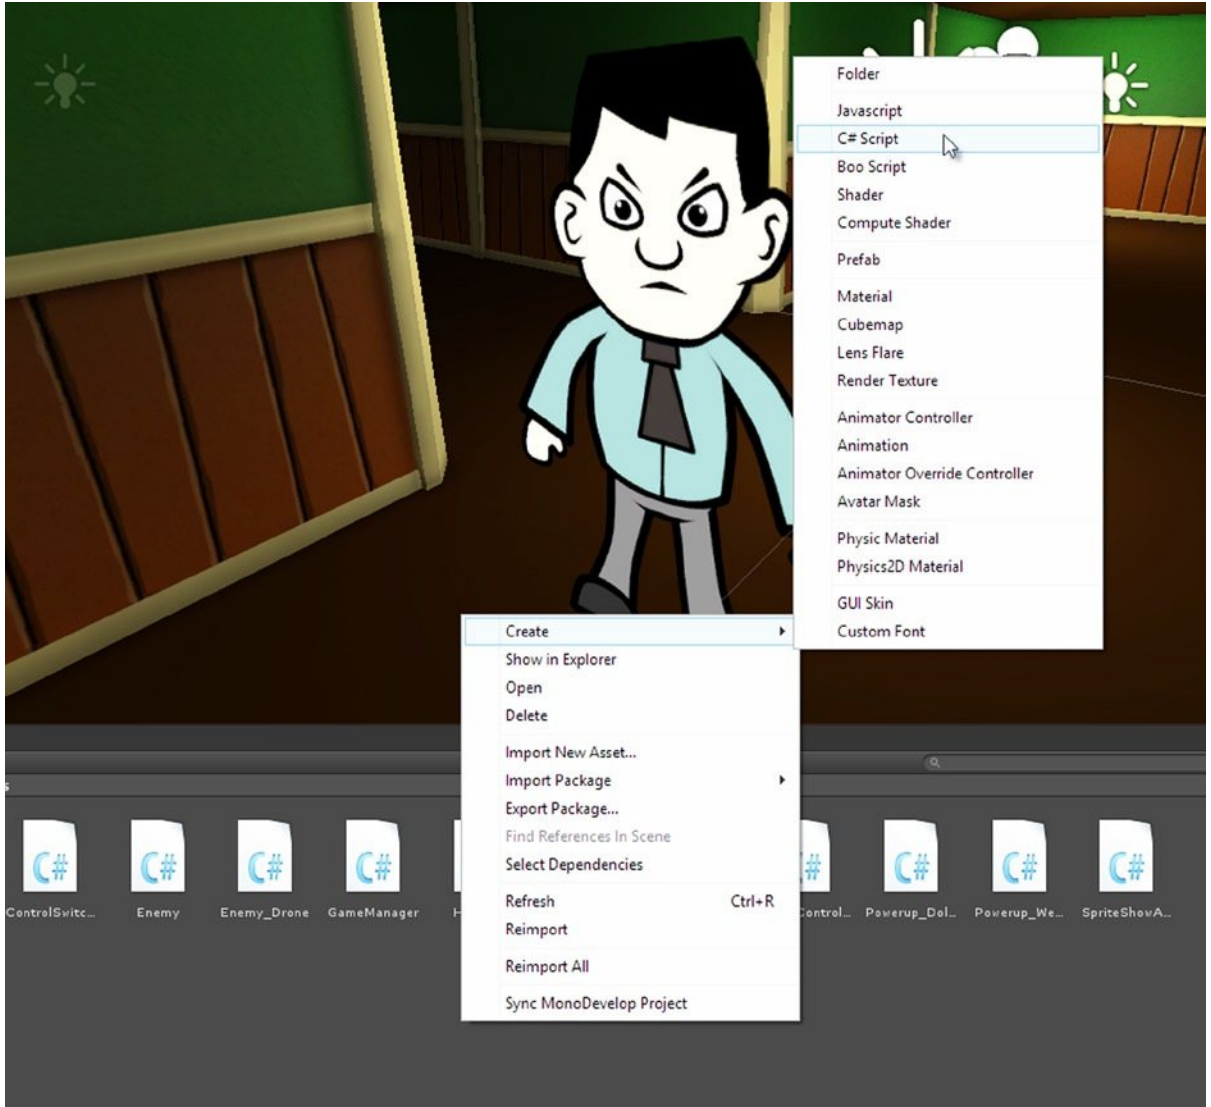 Folder
Javascript
C# Script
Boo Script
Shader
Compute Shader
Prefab
Material
Cubemap
Lens Flare
Render Texture
Animator Controller
Animation
Animator Override Controller
Avatar Mask
Physic Material
Physics2D Material
GUI Skin
Custom Font
Create
Show in Explorer
Open
Delete
Import New Asset...
Import Package
Export Package...
Find References In Scene
Select Dependencies
Refresh Ctrl+R
Reimport
Reimport All
Sync MonoDevelop Project
s
C# C# C# C# # C# C# C#
ControlSwitc... Enemy Enemy_Drone GameManager H Control... Powerup_Dol... Powerup_We... SpriteShowA...